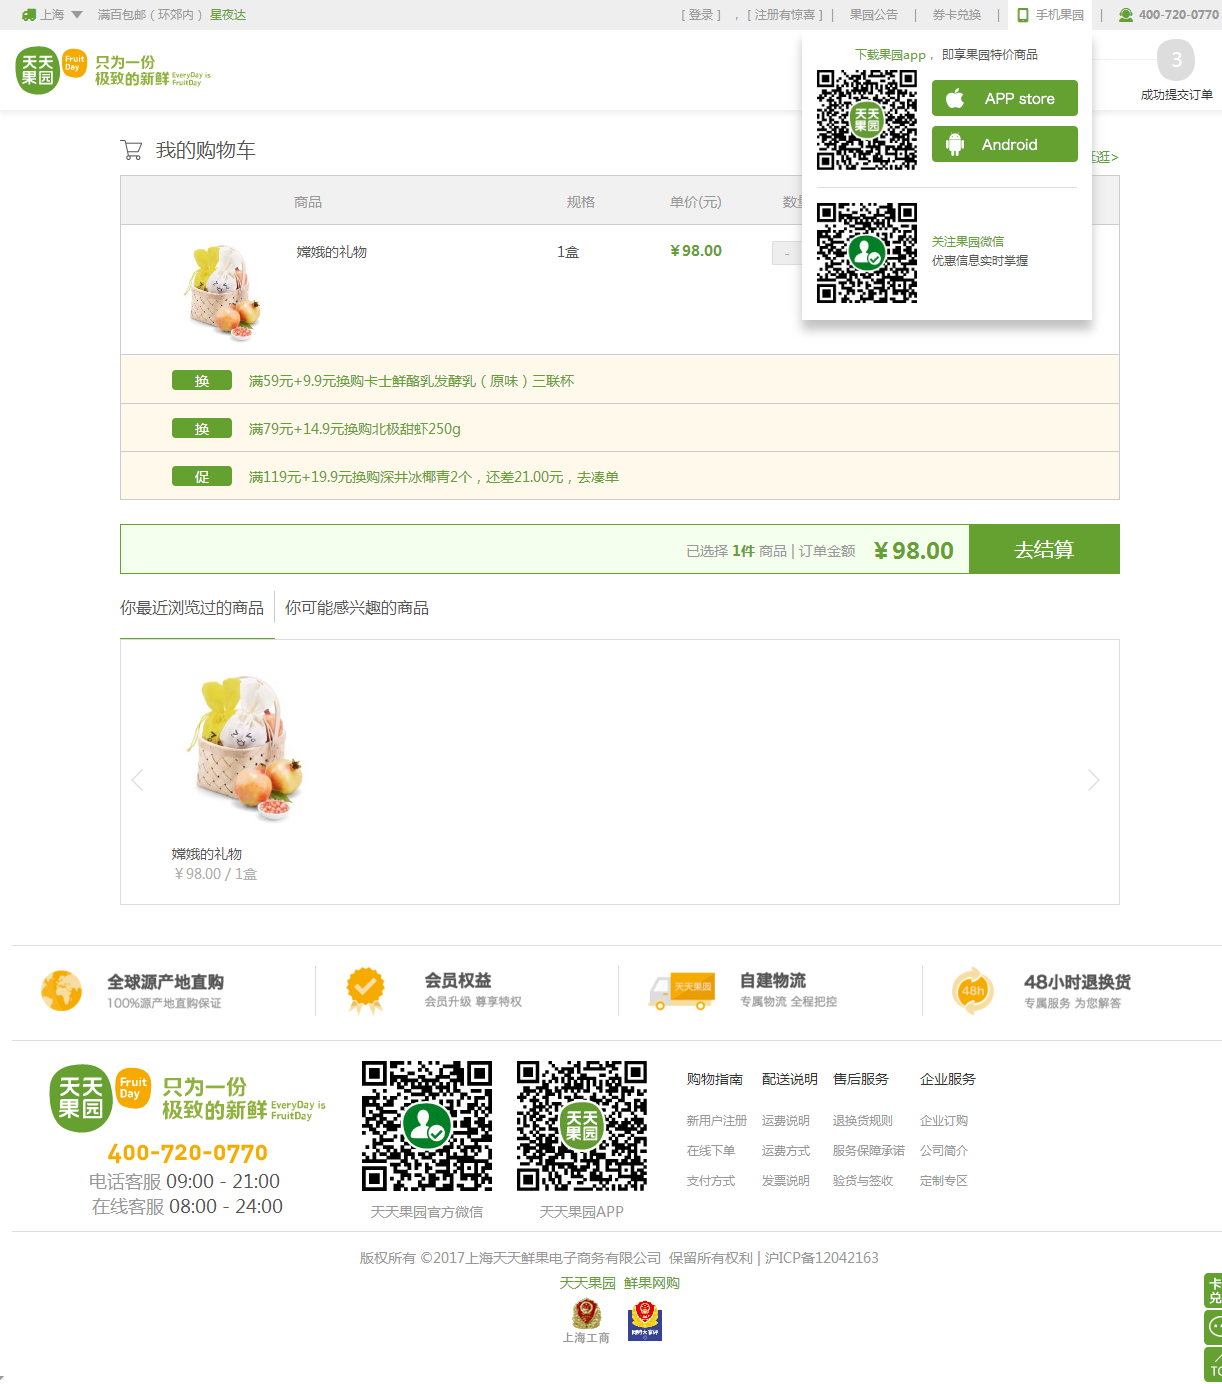 上海 满百包邮（环郊内） 星夜达
[ 登录 ] ，[ 注册有惊喜 ] | 果园公告 | 券卡兑换 | 手机果园 | 400-720-0770
天天果园 Fruit Day 只为一份
极致的新鲜 EveryDay is FruitDay
下载果园app， 即享果园特价商品
APP store
Android
天天果园
关注果园微信
优惠信息实时掌握
3
成功提交订单
我的购物车
逛>
商品 规格 单价(元)
嫦娥的礼物 1盒 ¥98.00 -
换 满59元+9.9元换购卡士鲜酪乳发酵乳（原味）三联杯
换 满79元+14.9元换购北极甜虾250g
促 满119元+19.9元换购深井冰椰青2个，还差21.00元，去凑单
已选择 1件 商品 | 订单金额 ¥98.00 去结算
你最近浏览过的商品 你可能感兴趣的商品
嫦娥的礼物
¥98.00 / 1盒
全球源产地直购
100%源产地直购保证
会员权益
会员升级 尊享特权
天天果园
自建物流
专属物流 全程把控
48h
48小时退换货
专属服务 为您解答
天天果园 Fruit Day 只为一份
极致的新鲜 EveryDay is FruitDay
400-720-0770
电话客服 09:00 - 21:00
在线客服 08:00 - 24:00
天天果园官方微信
天天果园
天天果园APP
购物指南 配送说明 售后服务 企业服务
新用户注册 运费说明 退换货规则 企业订购
在线下单 运费方式 服务保障承诺 公司简介
支付方式 发票说明 验货与签收 定制专区
版权所有 ©2017上海天天鲜果电子商务有限公司 保留所有权利 | 沪ICP备12042163
天天果园 鲜果网购
上海工商
卡
兑